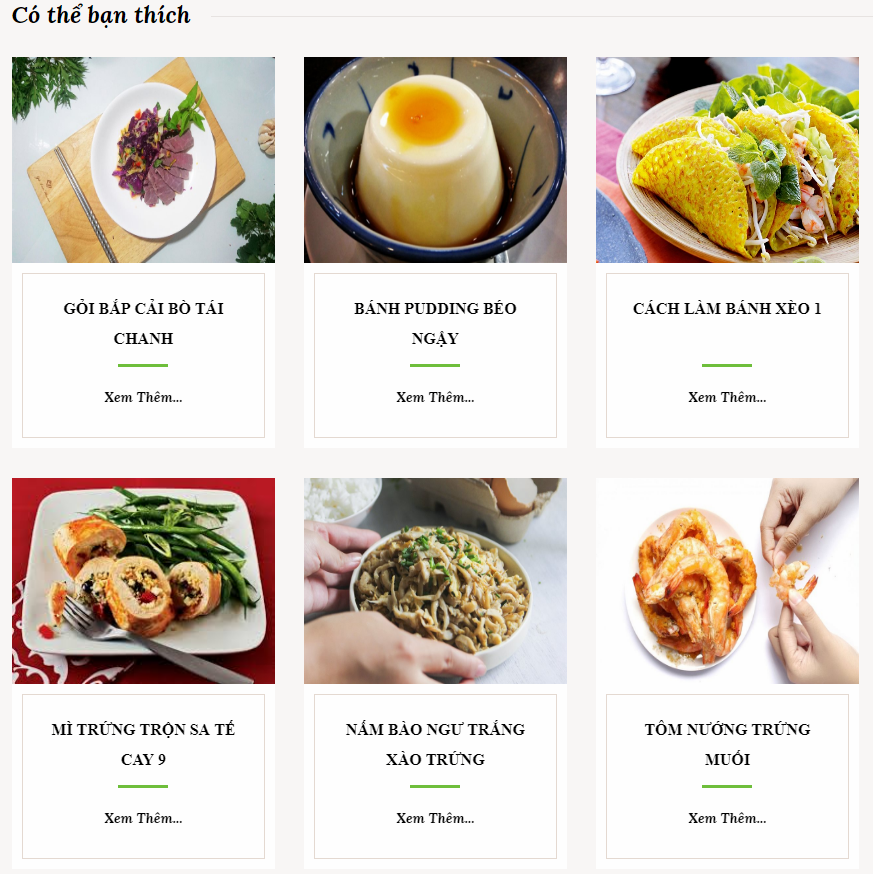 Có thể bạn thích
GỎI BẮP CẢI BÒ TÁI
CHANH
Xem Thêm...
BÁNH PUDDING BÉO
NGẬY
Xem Thêm...
CÁCH LÀM BÁNH XÈO 1
Xem Thêm...
MÌ TRỨNG TRỘN SA TẾ
CAY 9
Xem Thêm...
NẤM BÀO NGƯ TRẮNG
XÀO TRỨNG
Xem Thêm...
TÔM NƯỚNG TRỨNG
MUỐI
Xem Thêm...